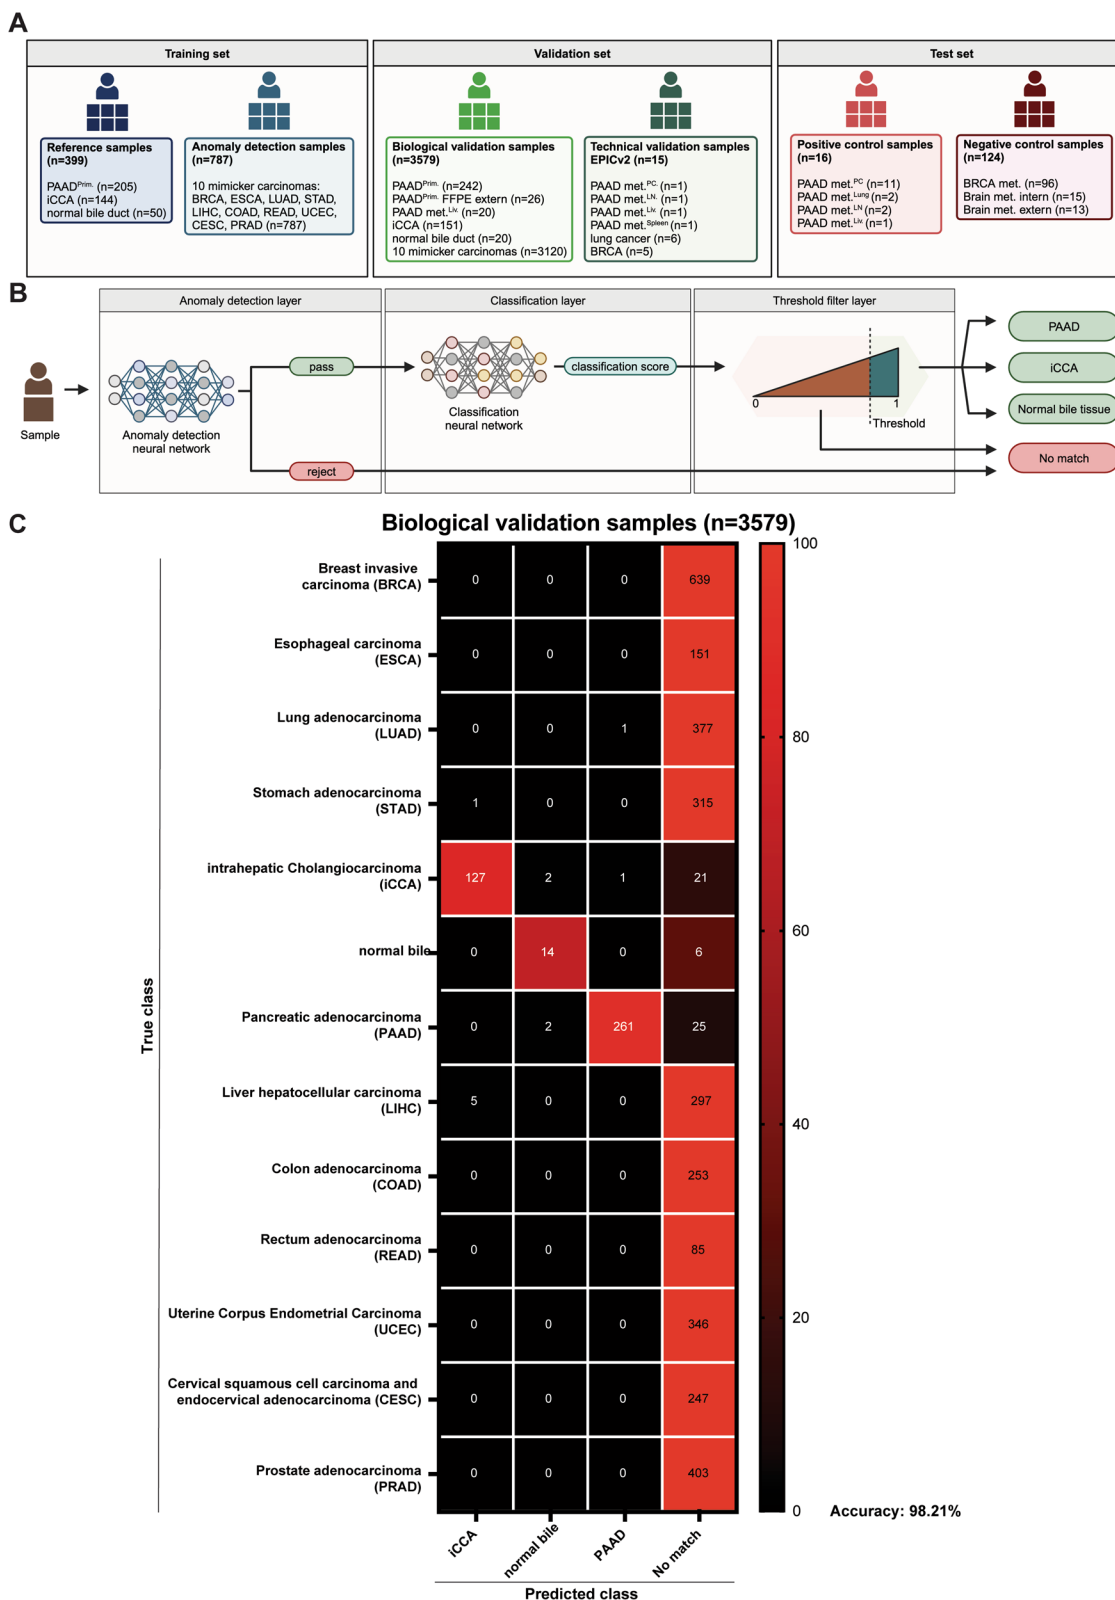 A
Training set
Validation set
Test set
Reference samples
(n=399)
PAAD^Prim. (n=205)
iCCA (n=144)
normal bile duct (n=50)
Anomaly detection samples
(n=787)
10 mimicker carcinomas:
BRCA, ESCA, LUAD, STAD,
LIHC, COAD, READ, UCEC,
CESC, PRAD (n=787)
Biological validation samples
(n=3579)
PAAD^Prim. (n=242)
PAAD^Prim. FFPE extern (n=26)
PAAD met.^Liv. (n=20)
iCCA (n=151)
normal bile duct (n=20)
10 mimicker carcinomas (n=3120)
Technical validation samples
EPICv2 (n=15)
PAAD met.^PC. (n=1)
PAAD met.^LN. (n=1)
PAAD met.^Liv. (n=1)
PAAD met.^Spleen (n=1)
lung cancer (n=6)
BRCA (n=5)
Positive control samples
(n=16)
PAAD met.^PC (n=11)
PAAD met.^Lung (n=2)
PAAD met.^LN (n=2)
PAAD met.^Liv. (n=1)
Negative control samples
(n=124)
BRCA met. (n=96)
Brain met. intern (n=15)
Brain met. extern (n=13)
B
Anomaly detection layer
Classification layer
Threshold filter layer
Sample
Anomaly detection
neural network
pass
reject
Classification
neural network
classification score
0
1
Threshold
PAAD
iCCA
Normal bile tissue
No match
C
Biological validation samples (n=3579)
True class
Breast invasive
carcinoma (BRCA)
0 0 0 639
Esophageal carcinoma
(ESCA)
0 0 0 151
Lung adenocarcinoma
(LUAD)
0 0 1 377
Stomach adenocarcinoma
(STAD)
1 0 0 315
intrahepatic Cholangiocarcinoma
(iCCA)
127 2 1 21
normal bile
0 14 0 6
Pancreatic adenocarcinoma
(PAAD)
0 2 261 25
Liver hepatocellular carcinoma
(LIHC)
5 0 0 297
Colon adenocarcinoma
(COAD)
0 0 0 253
Rectum adenocarcinoma
(READ)
0 0 0 85
Uterine Corpus Endometrial Carcinoma
(UCEC)
0 0 0 346
Cervical squamous cell carcinoma and
endocervical adenocarcinoma (CESC)
0 0 0 247
Prostate adenocarcinoma
(PRAD)
0 0 0 403
100
80
60
40
20
0
Accuracy: 98.21%
iCCA
normal bile
PAAD
No match
Predicted class